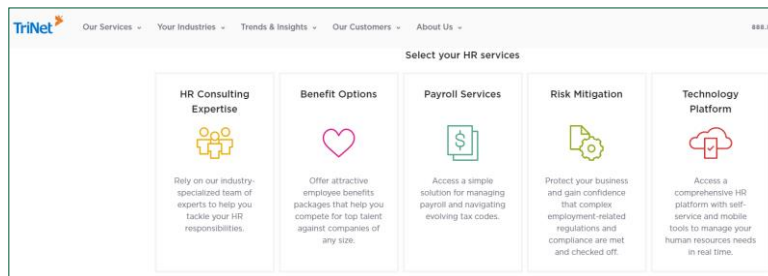 TriNet
Our Services
Your Industries
Trends & Insights
Our Customers
About Us
888.
Select your HR services
HR Consulting
Expertise
Rely on our industry-
specialized team of
experts to help you
tackle your HR
responsibilities.
Benefit Options
Offer attractive
employee benefits
packages that help you
compete for top talent
against companies of
any size.
Payroll Services
Access a simple
solution for managing
payroll and navigating
evolving tax codes.
Risk Mitigation
Protect your business
and gain confidence
that complex
employment-related
regulations and
compliance are met
and checked off.
Technology
Platform
Access a
comprehensive HR
platform with self-
service and mobile
tools to manage your
human resources needs
in real time.